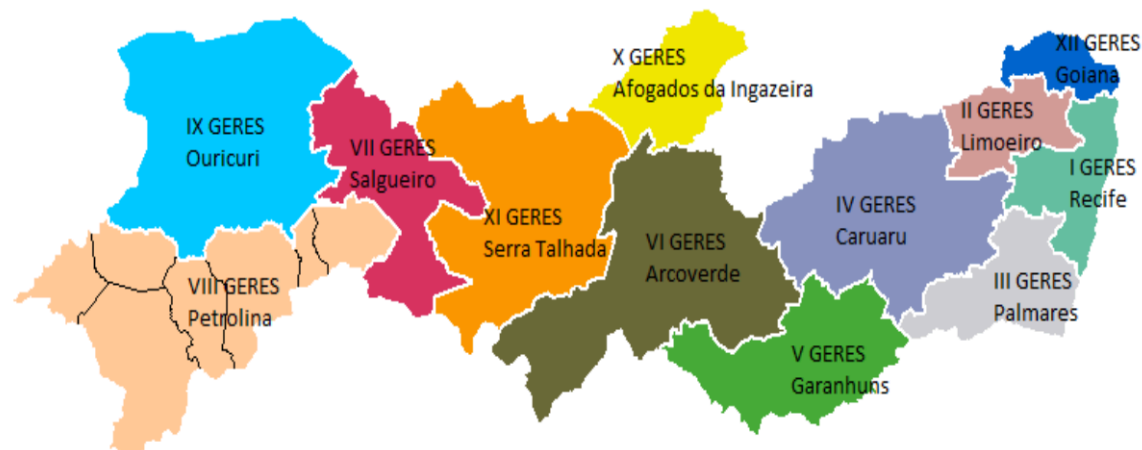 X GERES
Afogados da Ingazeira
XII GERES
Goiana
II GERES
Limoeiro
IX GERES
Ouricuri
VII GERES
Salgueiro
I GERES
Recife
IV GERES
Caruaru
XI GERES
Serra Talhada
VI GERES
Arcoverde
VIII GERES
Petrolina
III GERES
Palmares
V GERES
Garanhuns